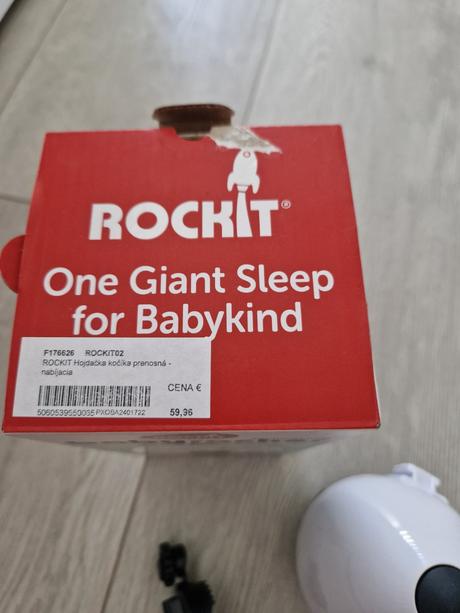 ROCKIT®
One Giant Sleep
for Babykind
F176626 ROCKIT02
ROCKIT Hojdačka kočíka prenosná -
nabíjacia
CENA €
5060539550035 PXOSA2401722
59,96